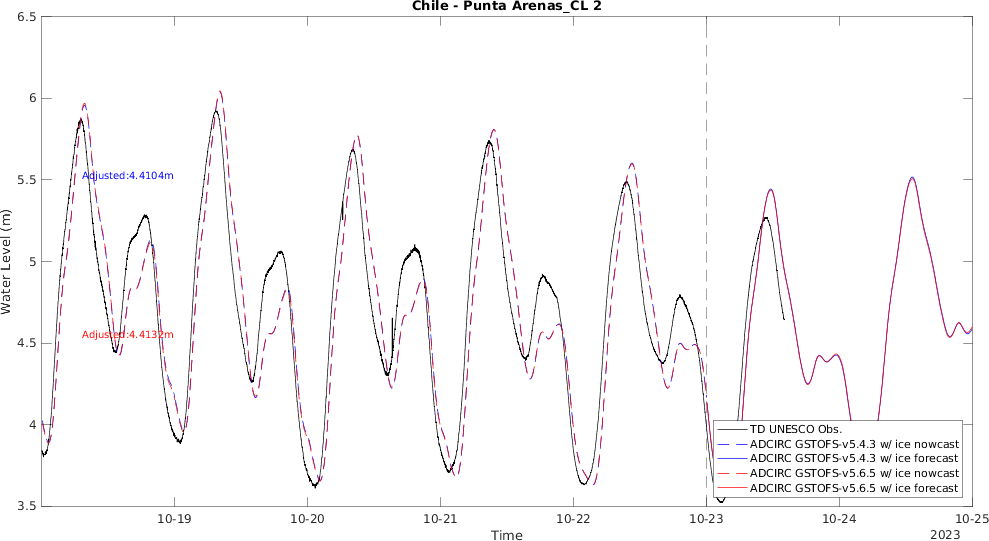 Chile - Punta Arenas_CL 2
6.5
6
5.5
5
4.5
4
3.5
Water Level (m)
Adjusted:4.4104m
Adjusted:4.4132m
TD UNESCO Obs.
ADCIRC GSTOFS-v5.4.3 w/ ice nowcast
ADCIRC GSTOFS-v5.4.3 w/ ice forecast
ADCIRC GSTOFS-v5.6.5 w/ ice nowcast
ADCIRC GSTOFS-v5.6.5 w/ ice forecast
10-19 10-20 10-21 10-22 10-23 10-24 10-25
Time
2023